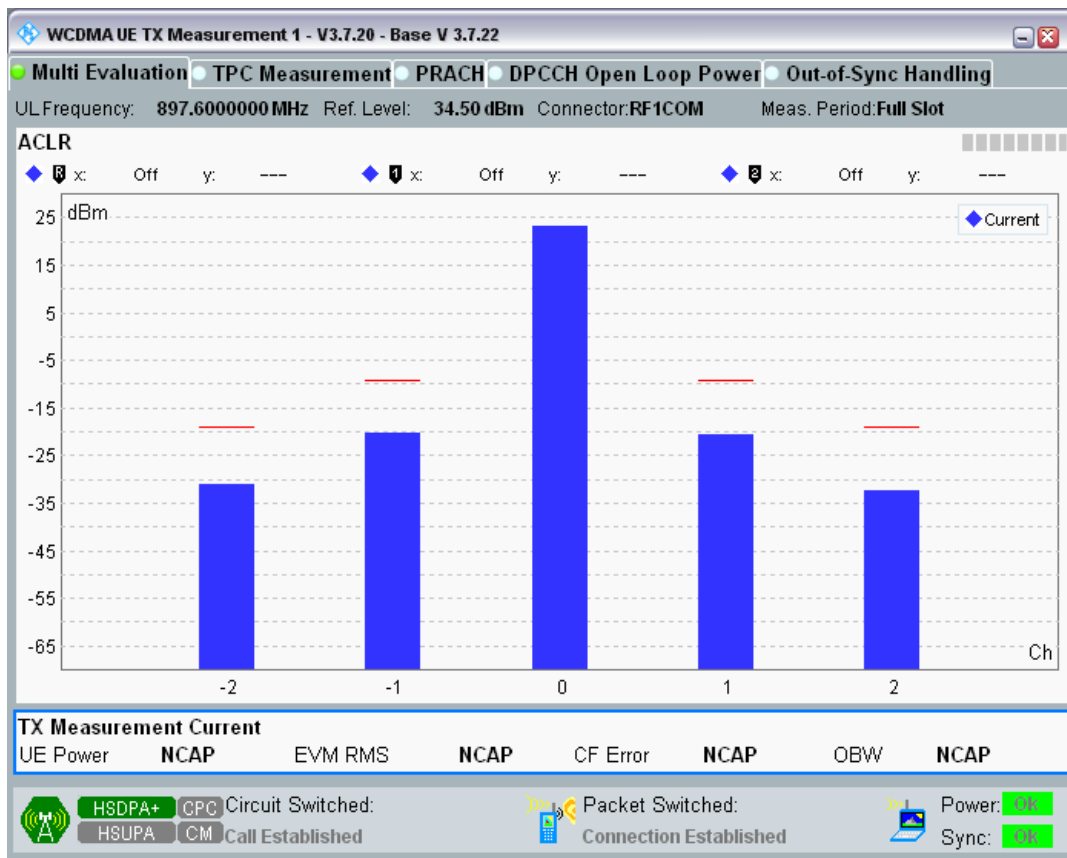 WCDMA UE TX Measurement 1 - V3.7.20 - Base V 3.7.22
Multi Evaluation TPC Measurement PRACH DPCCH Open Loop Power Out-of-Sync Handling
UL Frequency: 897.6000000 MHz Ref. Level: 34.50 dBm Connector:RF1COM Meas. Period:Full Slot
ACLR
R x: Off y: --- 1 x: Off y: --- 2 x: Off y: ---
dBm
Current
25
15
5
-5
-15
-25
-35
-45
-55
-65
Ch
-2 -1 0 1 2
TX Measurement Current
UE Power NCAP EVM RMS NCAP CF Error NCAP OBW NCAP
HSDPA+ CPC Circuit Switched: Packet Switched: Power: Ok
HSUPA CM Call Established Connection Established Sync: Ok